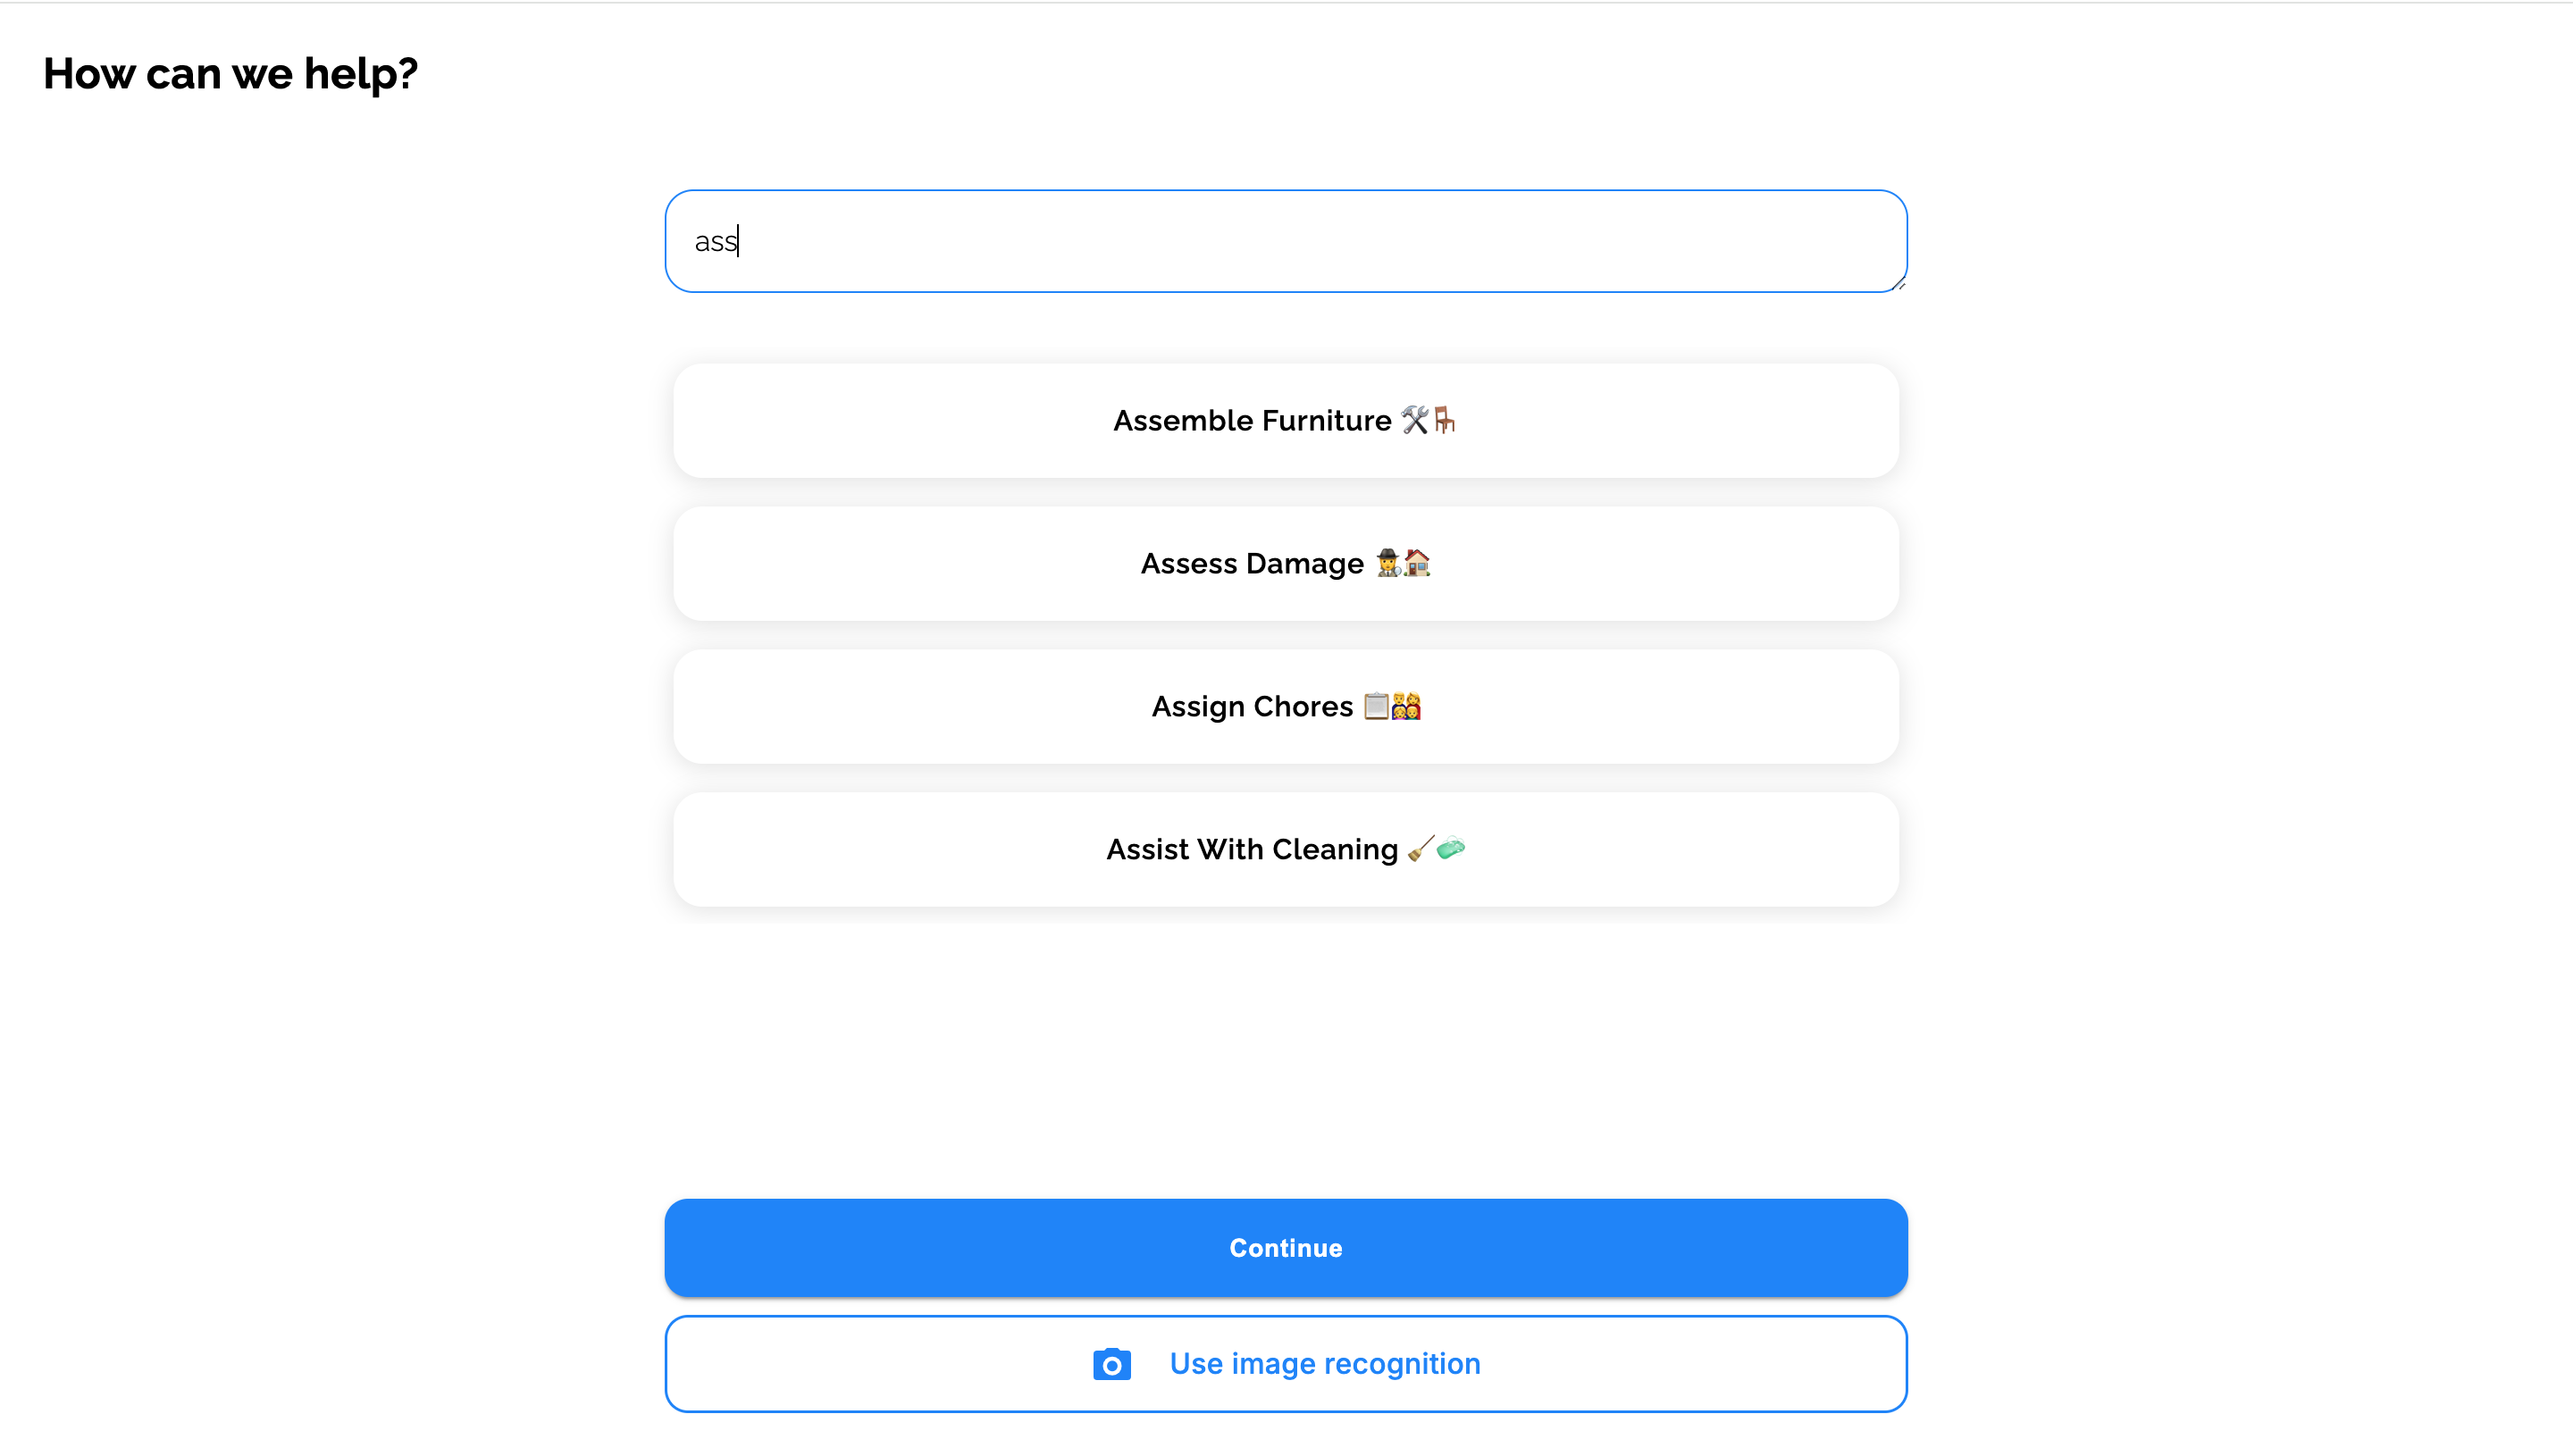 How can we help?
ass
Assemble Furniture 🛠️🪑
Assess Damage 🕵️🏠
Assign Chores 📋👨‍👩‍👧‍👦
Assist With Cleaning 🧹🧼
Continue
Use image recognition